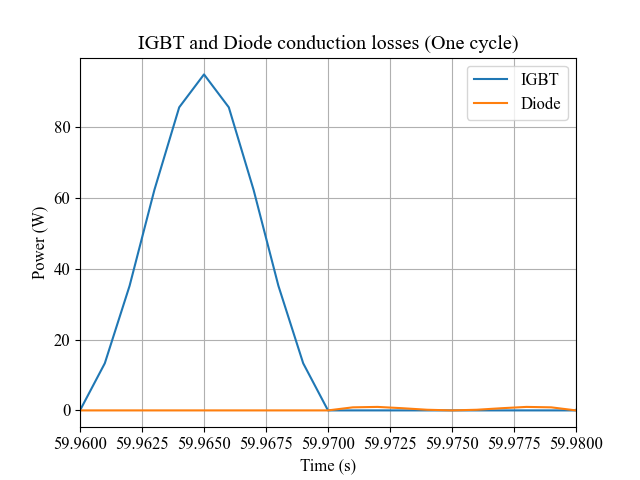 IGBT and Diode conduction losses (One cycle)
IGBT
Diode
80
60
40
20
0
Power (W)
59.9600 59.9625 59.9650 59.9675 59.9700 59.9725 59.9750 59.9775 59.9800
Time (s)